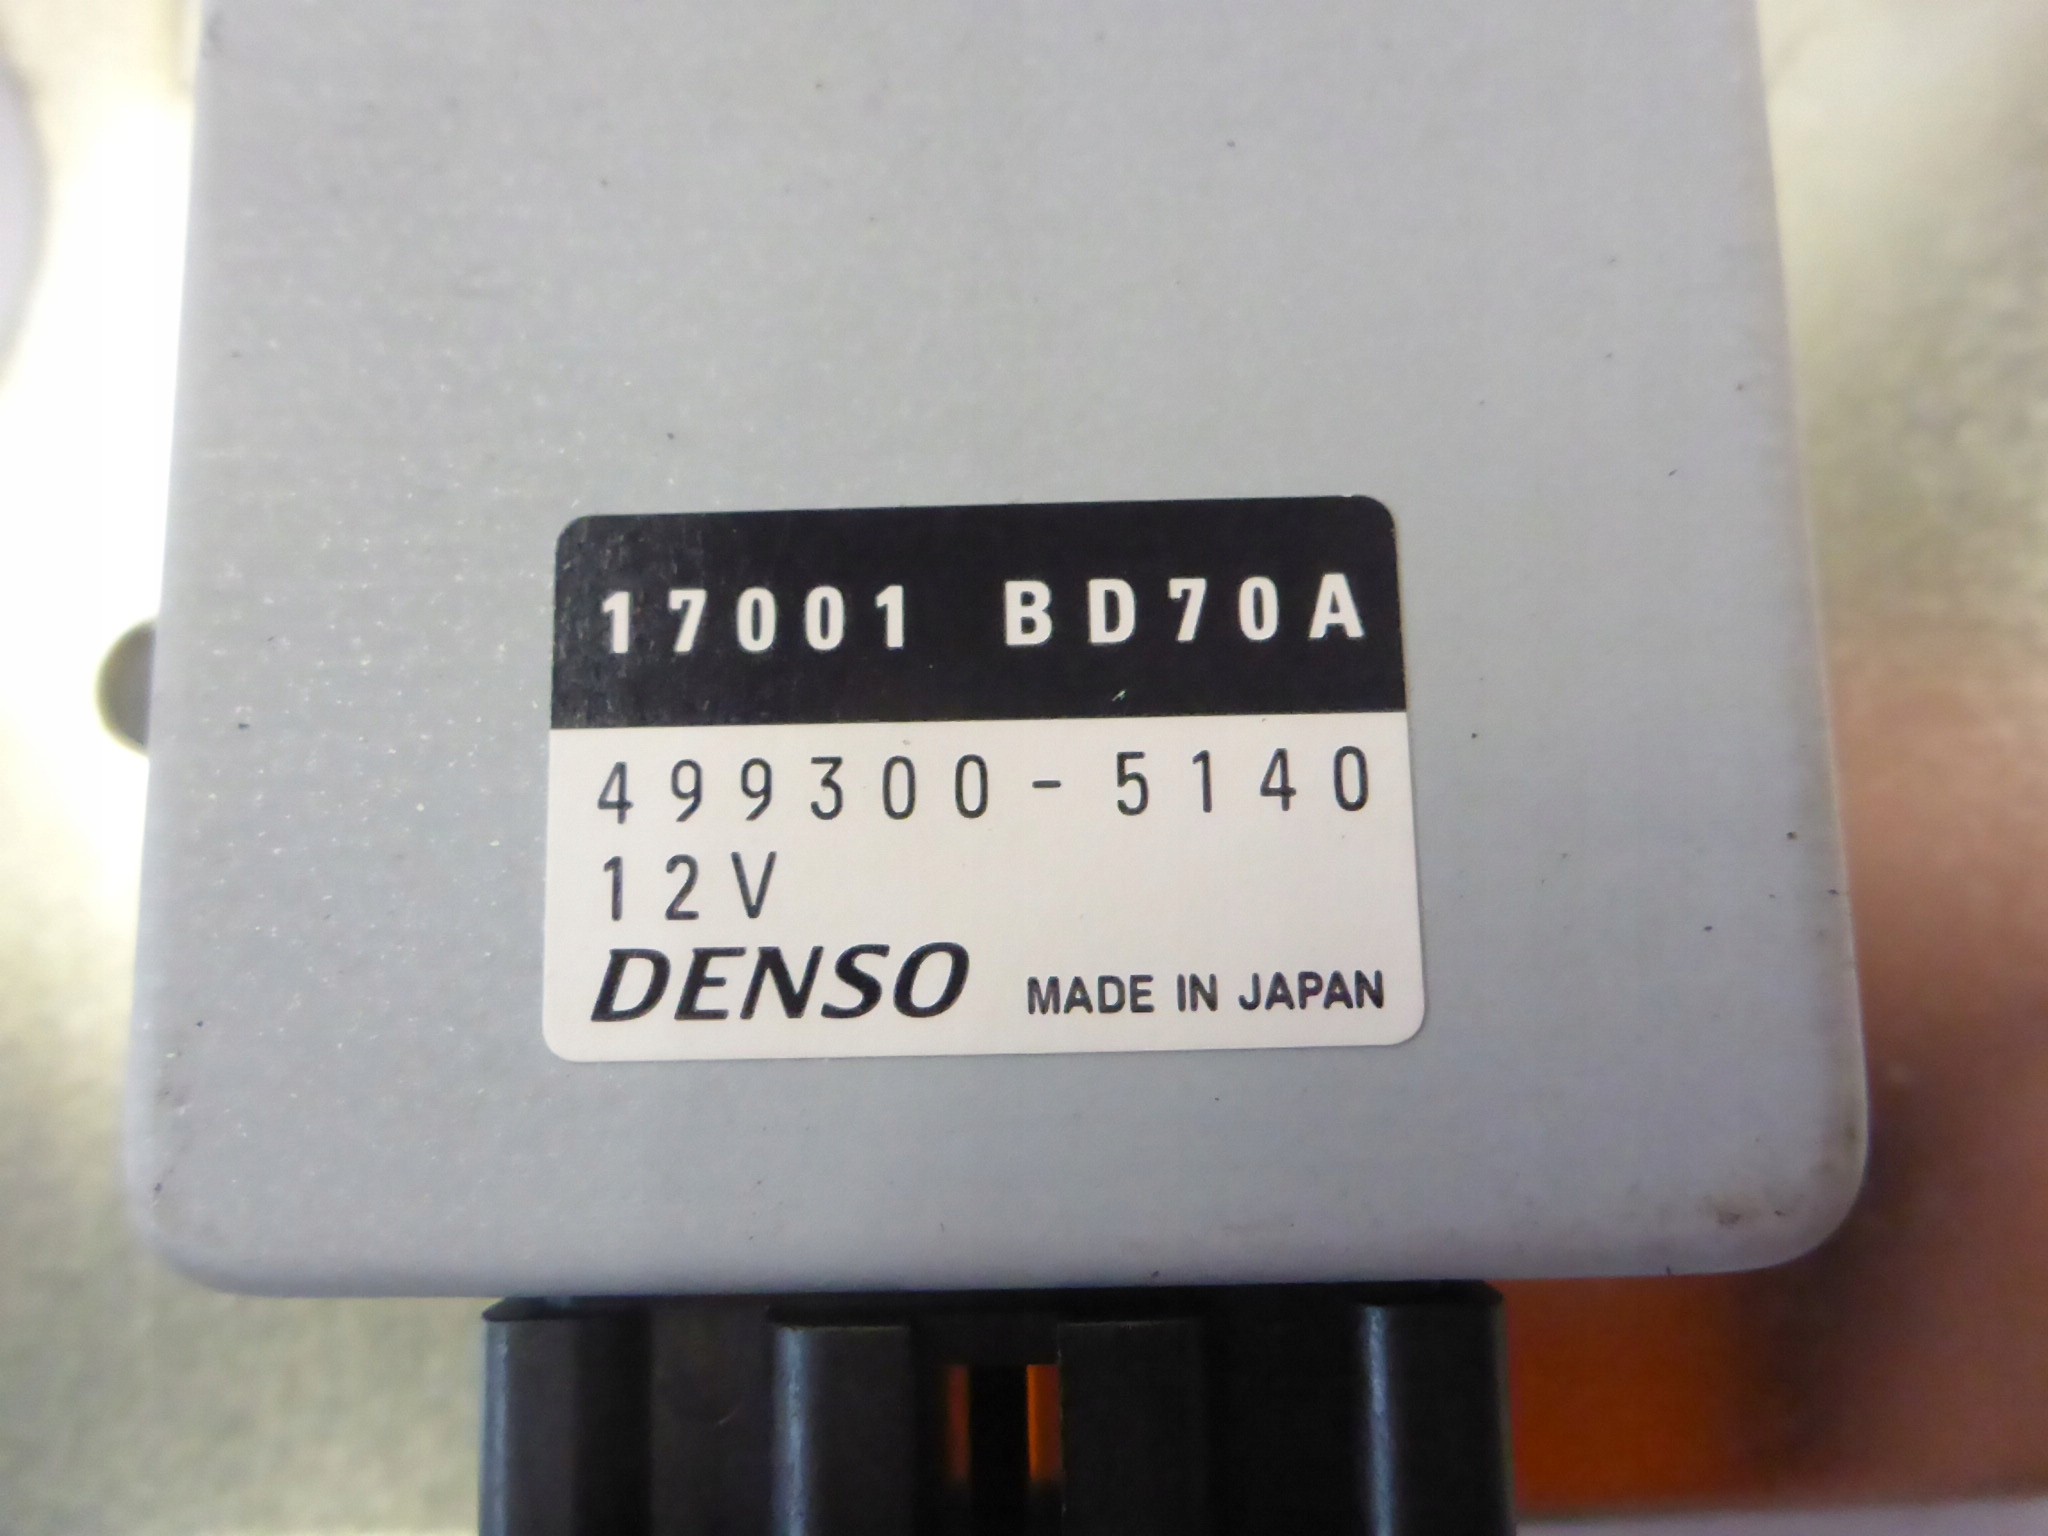 17001 BD70A
499300-5140
12V
DENSO MADE IN JAPAN